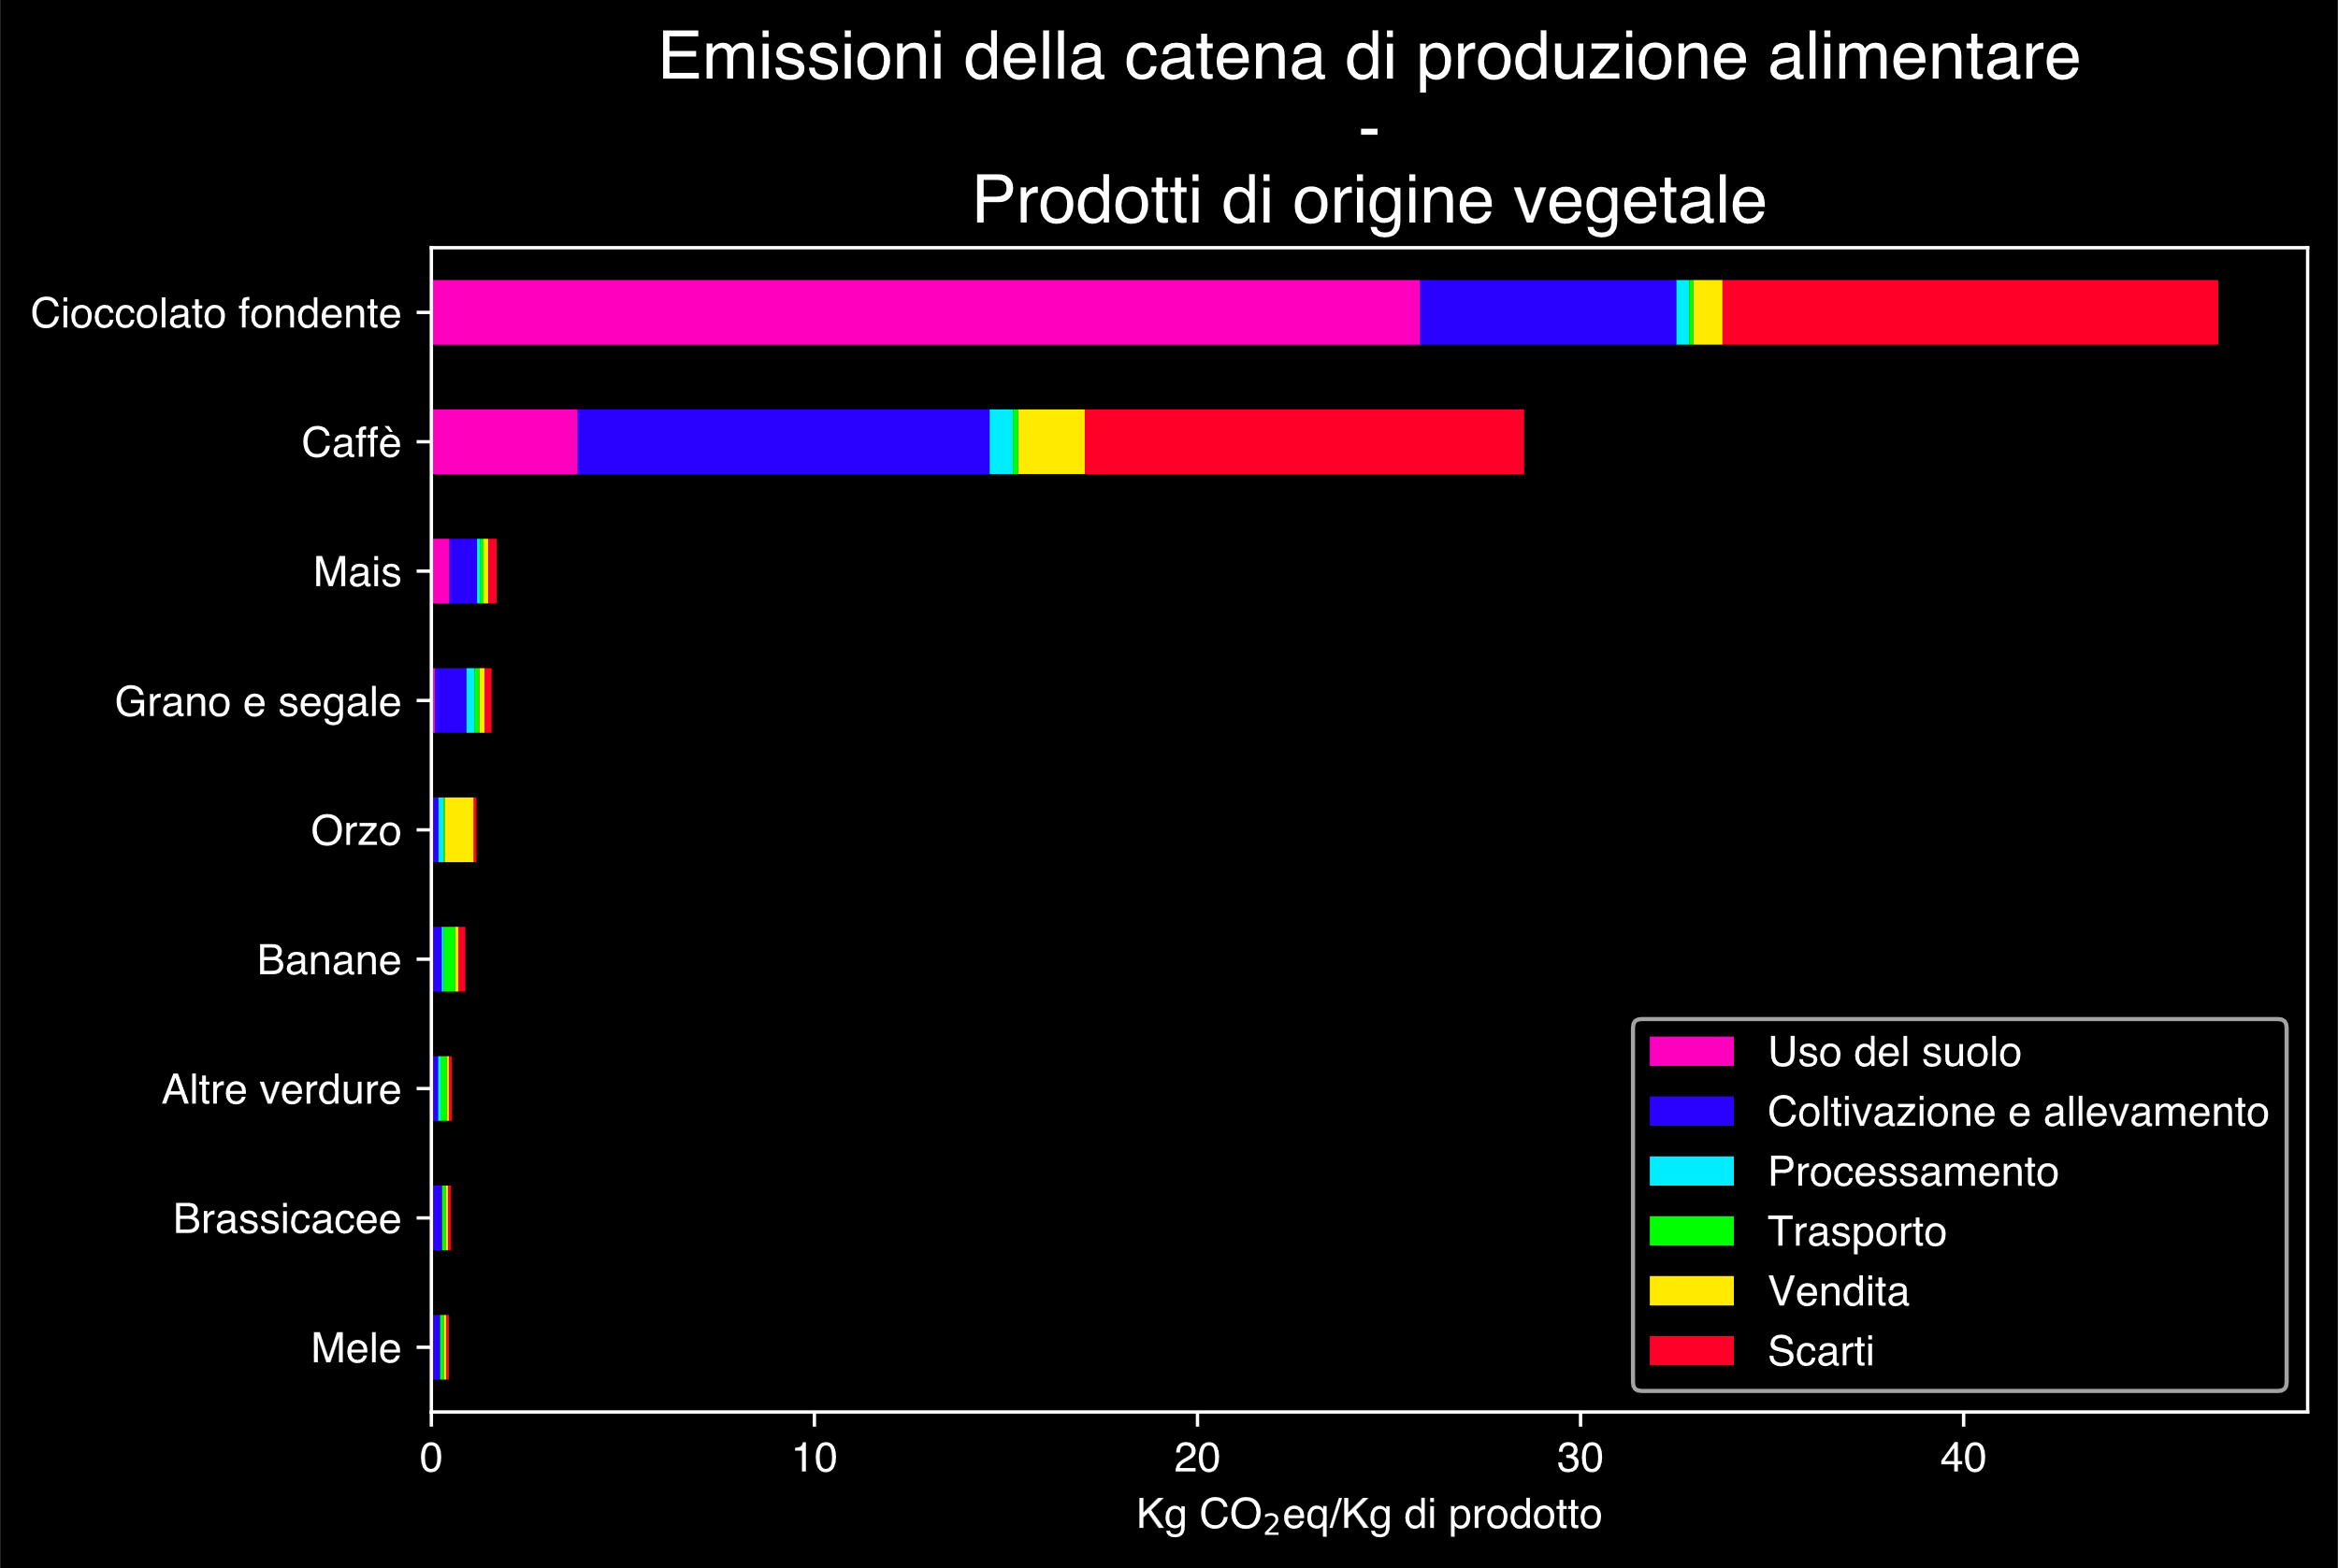 Emissioni della catena di produzione alimentare
-
Prodotti di origine vegetale
Cioccolato fondente
Caffè
Mais
Grano e segale
Orzo
Banane
Altre verdure
Brassicacee
Mele
Uso del suolo
Coltivazione e allevamento
Processamento
Trasporto
Vendita
Scarti
0 10 20 30 40
Kg CO₂eq/Kg di prodotto